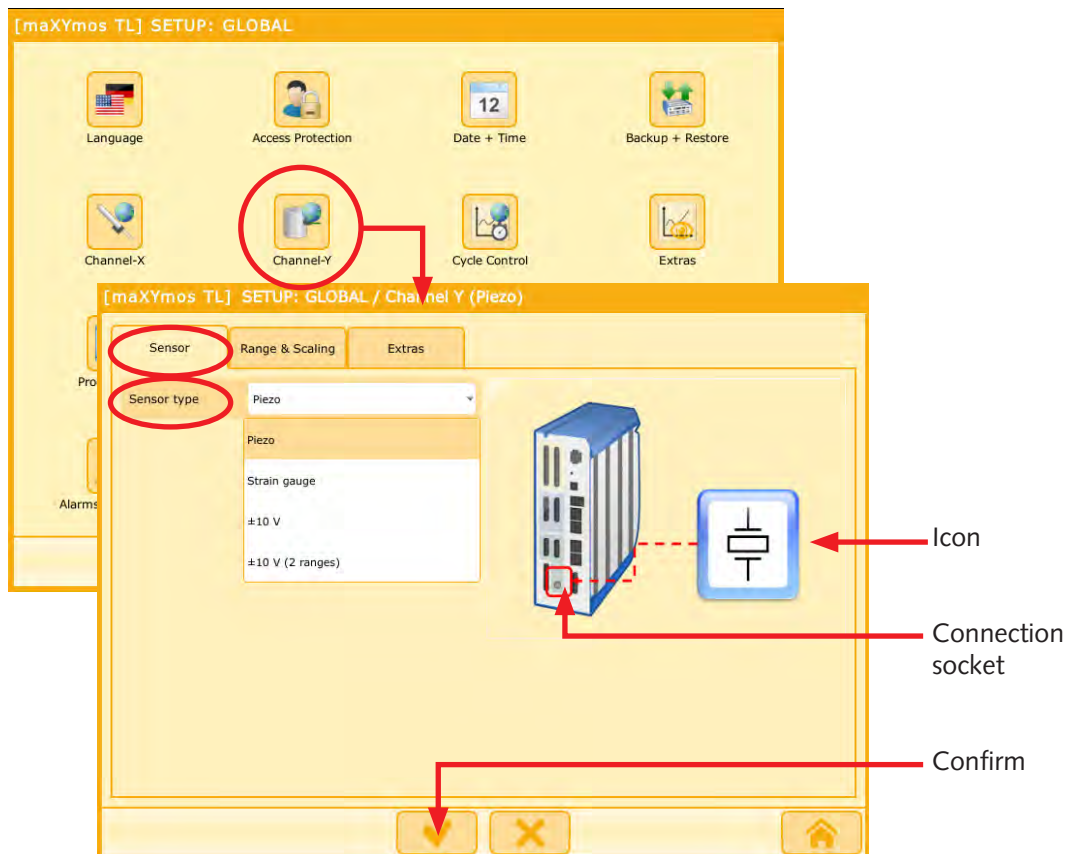 [maXYmos TL] SETUP: GLOBAL
12
Language
Access Protection
Date + Time
Backup + Restore
Channel-X
Channel-Y
Cycle Control
Extras
[maXYmos TL] SETUP: GLOBAL / Channel Y (Piezo)
Sensor
Range & Scaling
Extras
Pro
Sensor type
Piezo
Piezo
Strain gauge
±10 V
±10 V (2 ranges)
Alarms
Icon
Connection
socket
Confirm